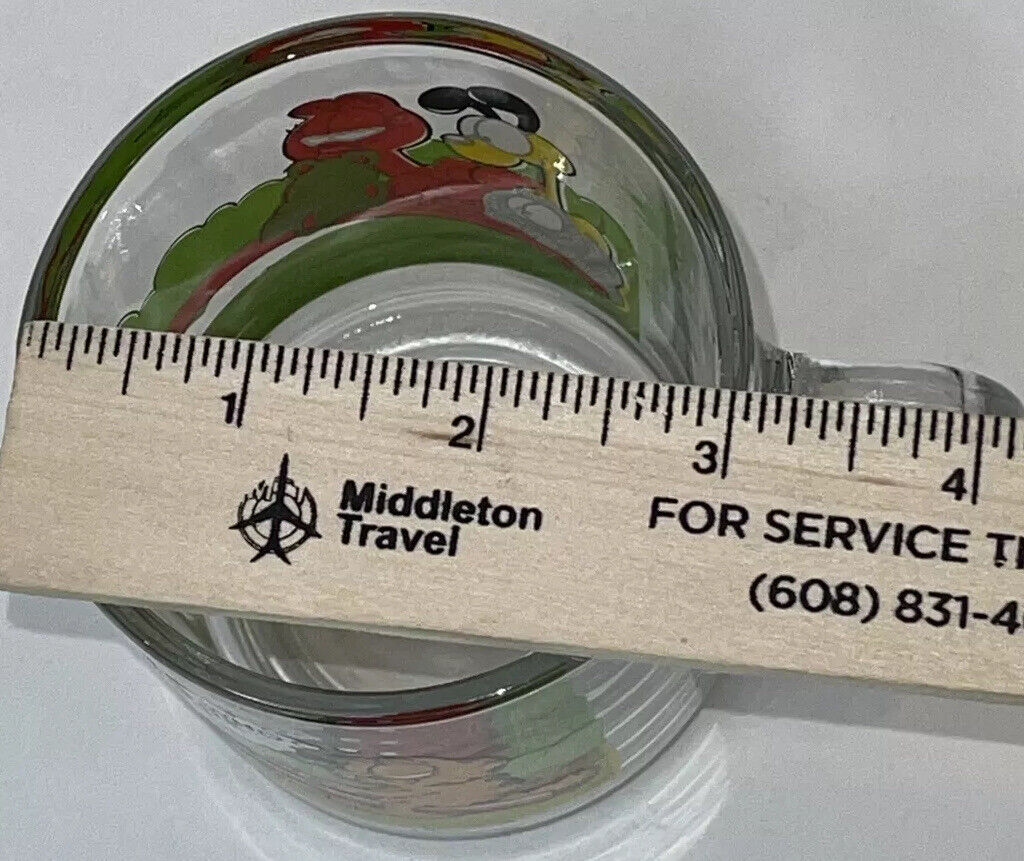 1 2 3 4
Middleton
Travel
FOR SERVICE
(608) 831-4